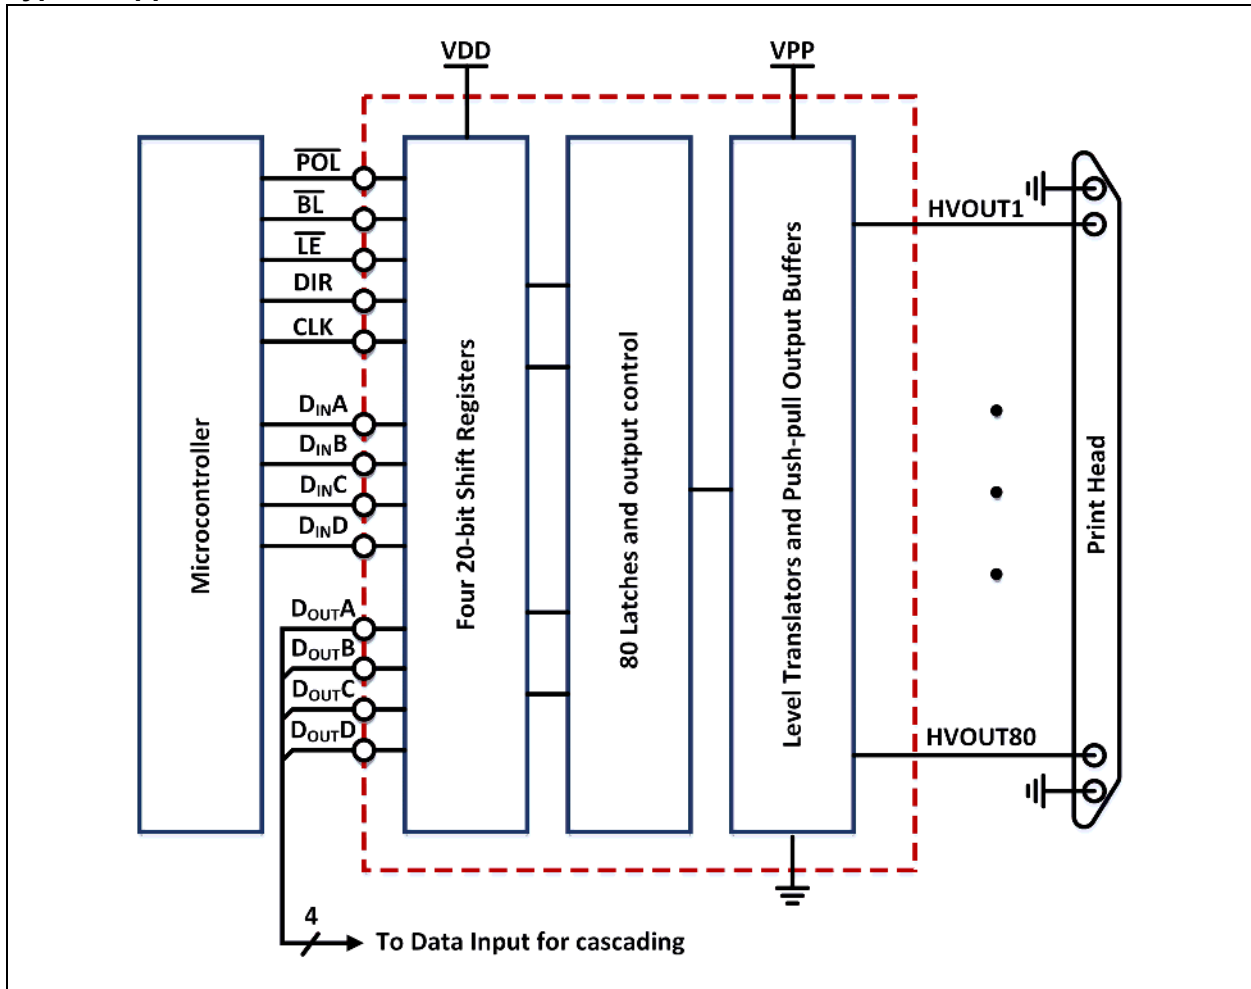 VDD
VPP
POL
BL
LE
DIR
CLK
DINA
DINB
DINC
DIND
DOUTA
DOUTB
DOUTC
DOUTD
Microcontroller
Four 20-bit Shift Registers
80 Latches and output control
Level Translators and Push-pull Output Buffers
HVOUT1
HVOUT80
Print Head
4
To Data Input for cascading